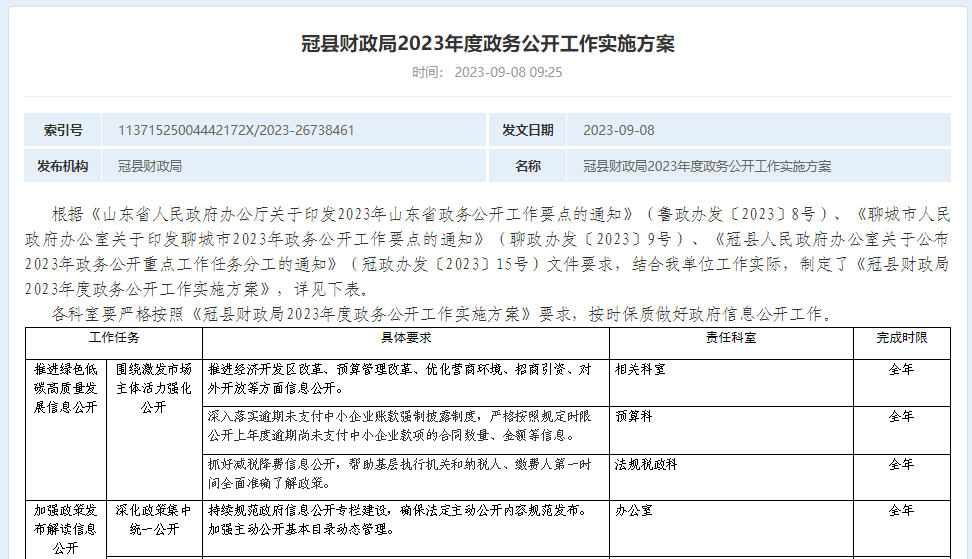 冠县财政局2023年度政务公开工作实施方案
时间: 2023-09-08 09:25
索引号 11371525004442172X/2023-26738461 发文日期 2023-09-08
发布机构 冠县财政局 名称 冠县财政局2023年度政务公开工作实施方案
根据《山东省人民政府办公厅关于印发2023年山东省政务公开工作要点的通知》（鲁政办发〔2023〕8号）、《聊城市人民
政府办公室关于印发聊城市2023年政务公开工作要点的通知》（聊政办发〔2023〕9号）、《冠县人民政府办公室关于公布
2023年政务公开重点工作任务分工的通知》（冠政办发〔2023〕15号）文件要求，结合我单位工作实际，制定了《冠县财政局
2023年度政务公开工作实施方案》，详见下表。
各科室要严格按照《冠县财政局2023年度政务公开工作实施方案》要求，按时保质做好政府信息公开工作。
工作任务 具体要求 责任科室 完成时限
推进绿色低
碳高质量发
展信息公开
围绕激发市场
主体活力强化
公开
推进经济开发区改革、预算管理改革、优化营商环境、招商引资、对
外开放等方面信息公开。
相关科室 全年
深入落实逾期未支付中小企业账款强制披露制度，严格按照规定时限
公开上年度逾期尚未支付中小企业款项的合同数量、金额等信息。
预算科 全年
抓好减税降费信息公开，帮助基层执行机关和纳税人、缴费人第一时
间全面准确了解政策。
法规税政科 全年
加强政策发
布解读信息
公开
深化政策集中
统一公开
持续规范政府信息公开专栏建设，确保法定主动公开内容规范发布。
加强主动公开基本目录动态管理。
办公室 全年